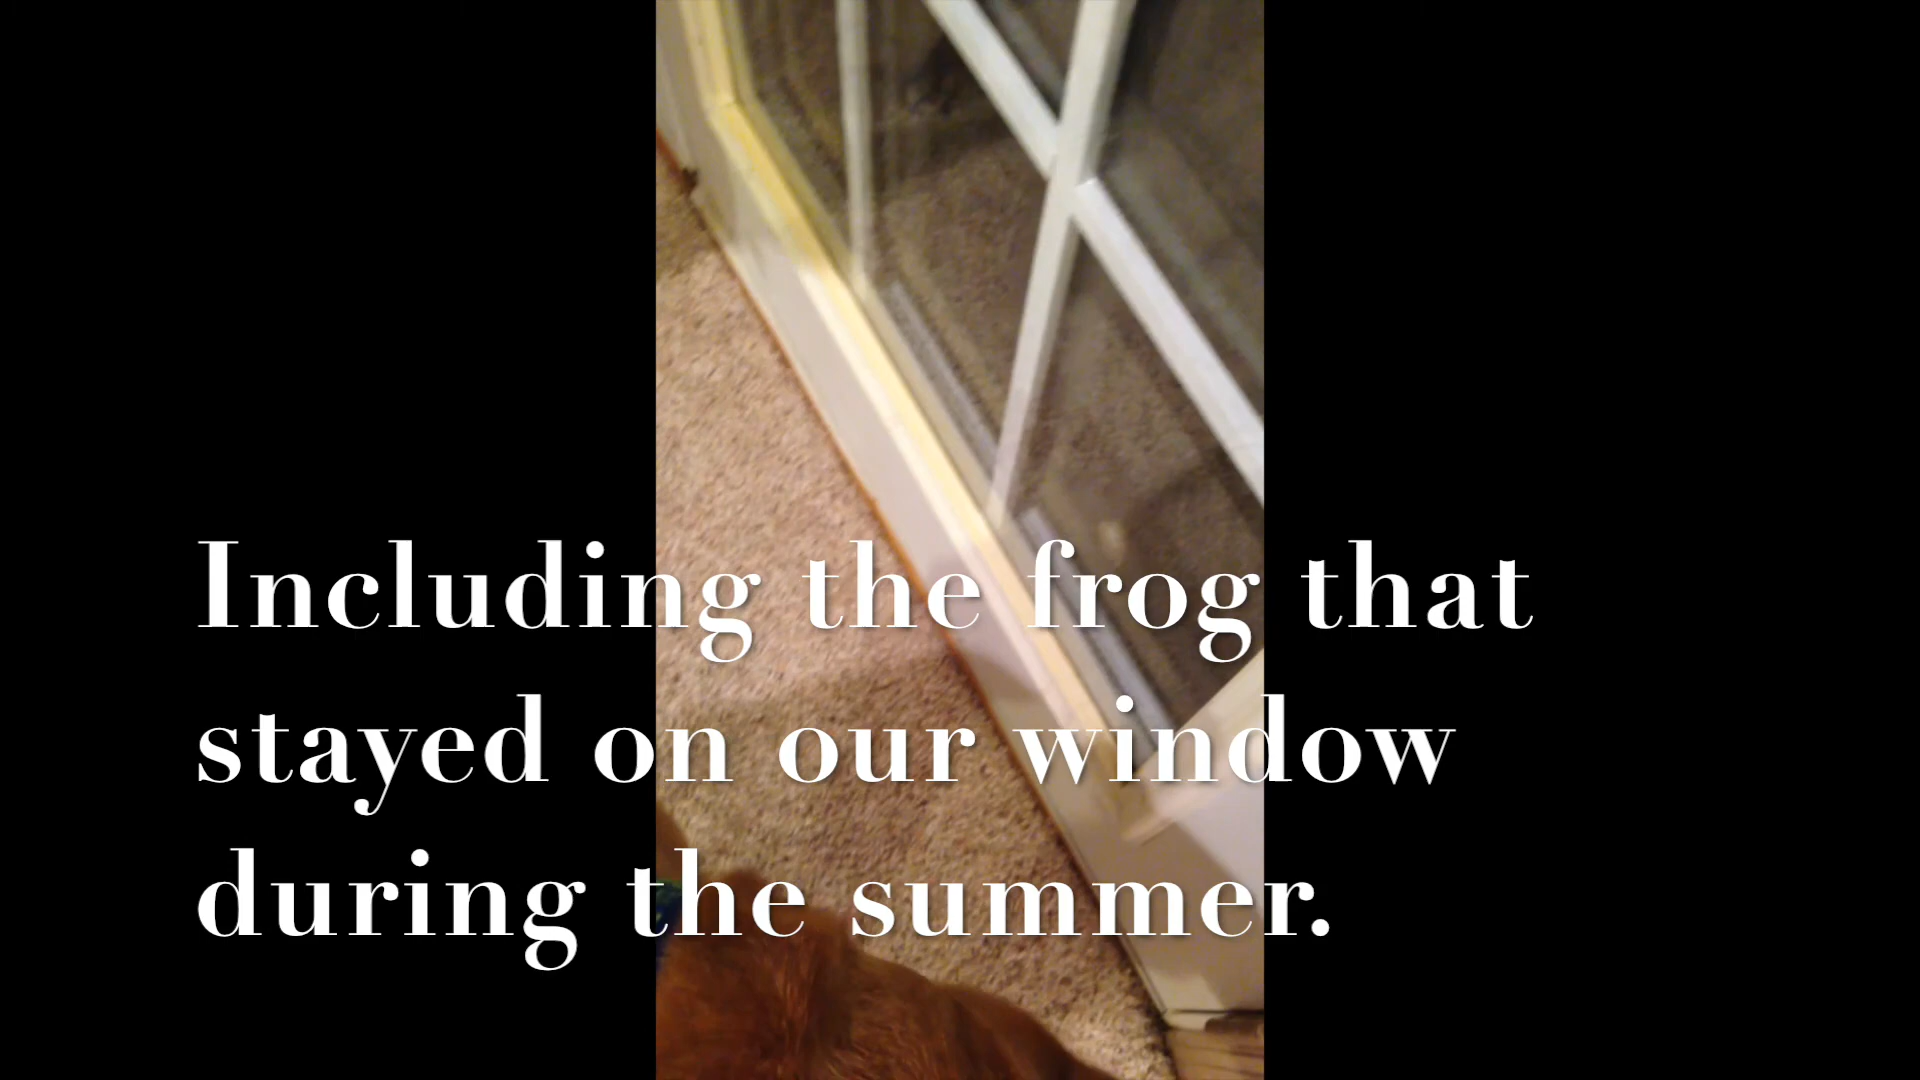 Including the frog that
stayed on our window
during the summer.